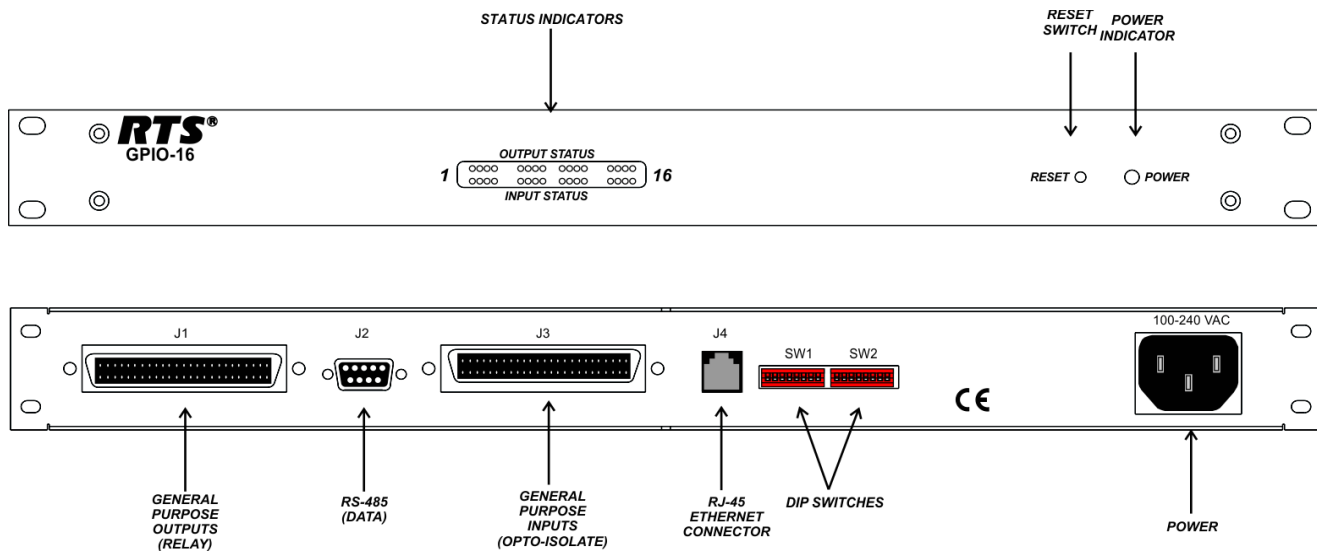 STATUS INDICATORS
RESET
SWITCH
POWER
INDICATOR
RTS®
GPIO-16
OUTPUT STATUS
1
16
INPUT STATUS
RESET
POWER
J1
J2
J3
J4
SW1
SW2
100-240 VAC
CE
GENERAL
PURPOSE
OUTPUTS
(RELAY)
RS-485
(DATA)
GENERAL
PURPOSE
INPUTS
(OPTO-ISOLATE)
RJ-45
ETHERNET
CONNECTOR
DIP SWITCHES
POWER